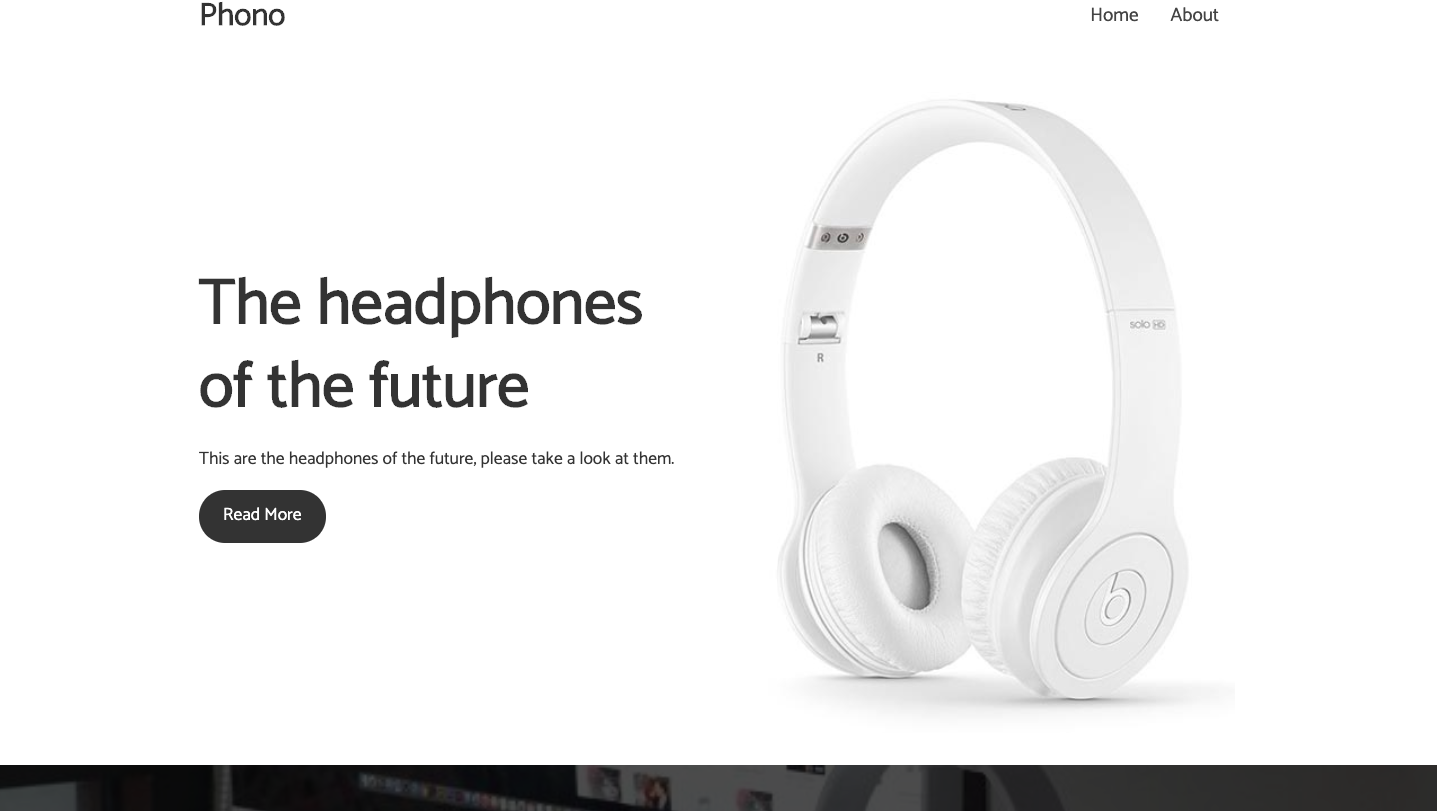 Phono
Home
About
The headphones
of the future
This are the headphones of the future, please take a look at them.
Read More
R
solo HD
b